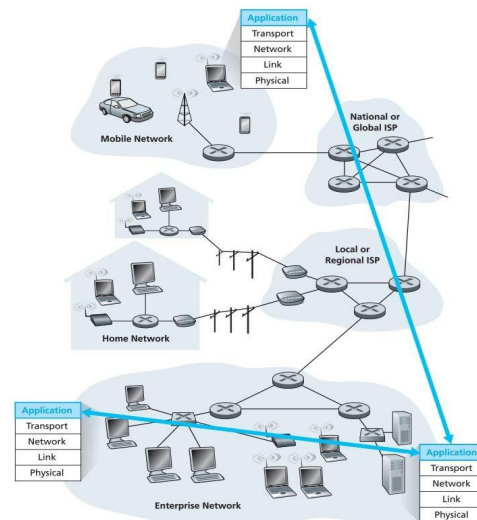 Application
Transport
Network
Link
Physical
National or
Global ISP
Mobile Network
Local or
Regional ISP
Home Network
Application
Transport
Network
Link
Physical
Application
Transport
Network
Link
Physical
Enterprise Network